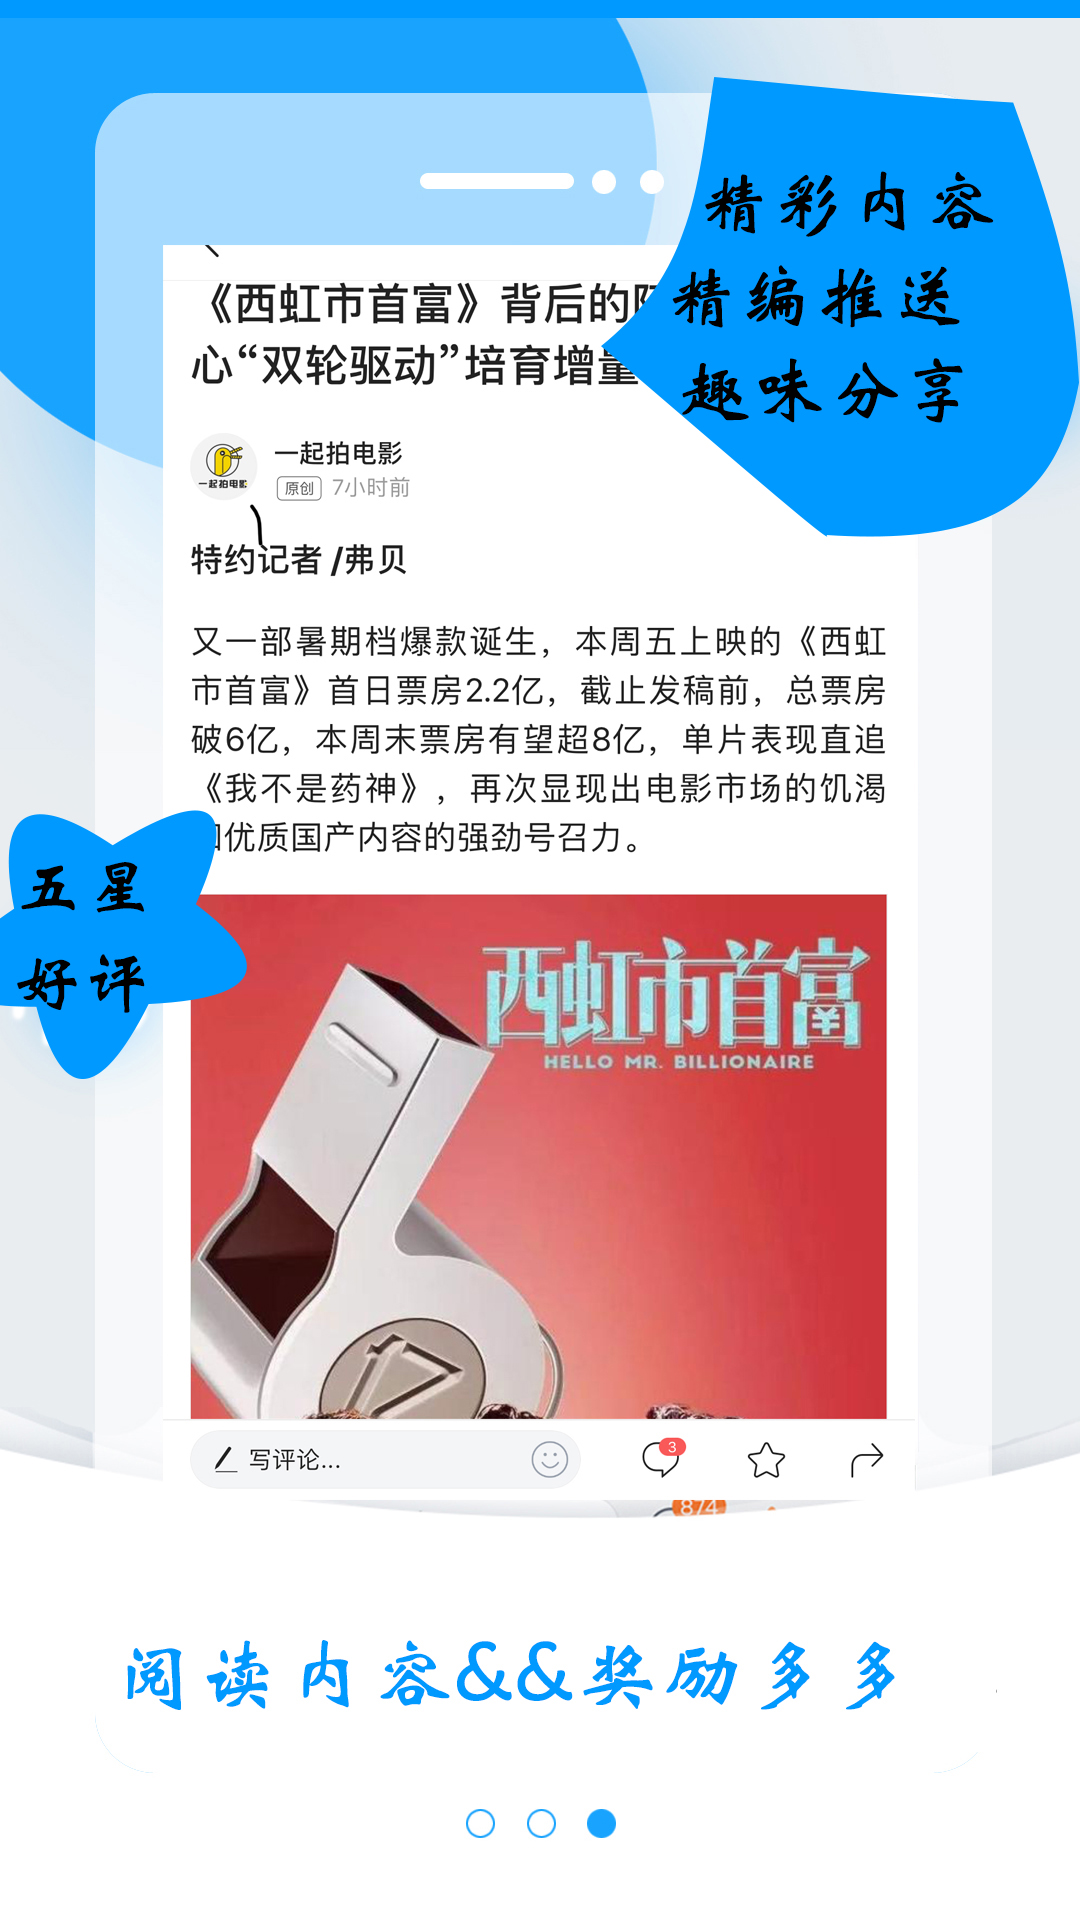 精彩内容
精编推送
趣味分享
《西虹市首富》背后的
心“双轮驱动”培育增量
一起拍电影
一起拍电影
原创 7小时前
特约记者 /弗贝
又一部暑期档爆款诞生，本周五上映的《西虹
市首富》首日票房2.2亿，截止发稿前，总票房
破6亿，本周末票房有望超8亿，单片表现直追
《我不是药神》，再次显现出电影市场的饥渴
优质国产内容的强劲号召力。
五星
好评
西虹市首富
HELLO MR. BILLIONAIRE
写评论...
3
874
阅读内容&&奖励多多